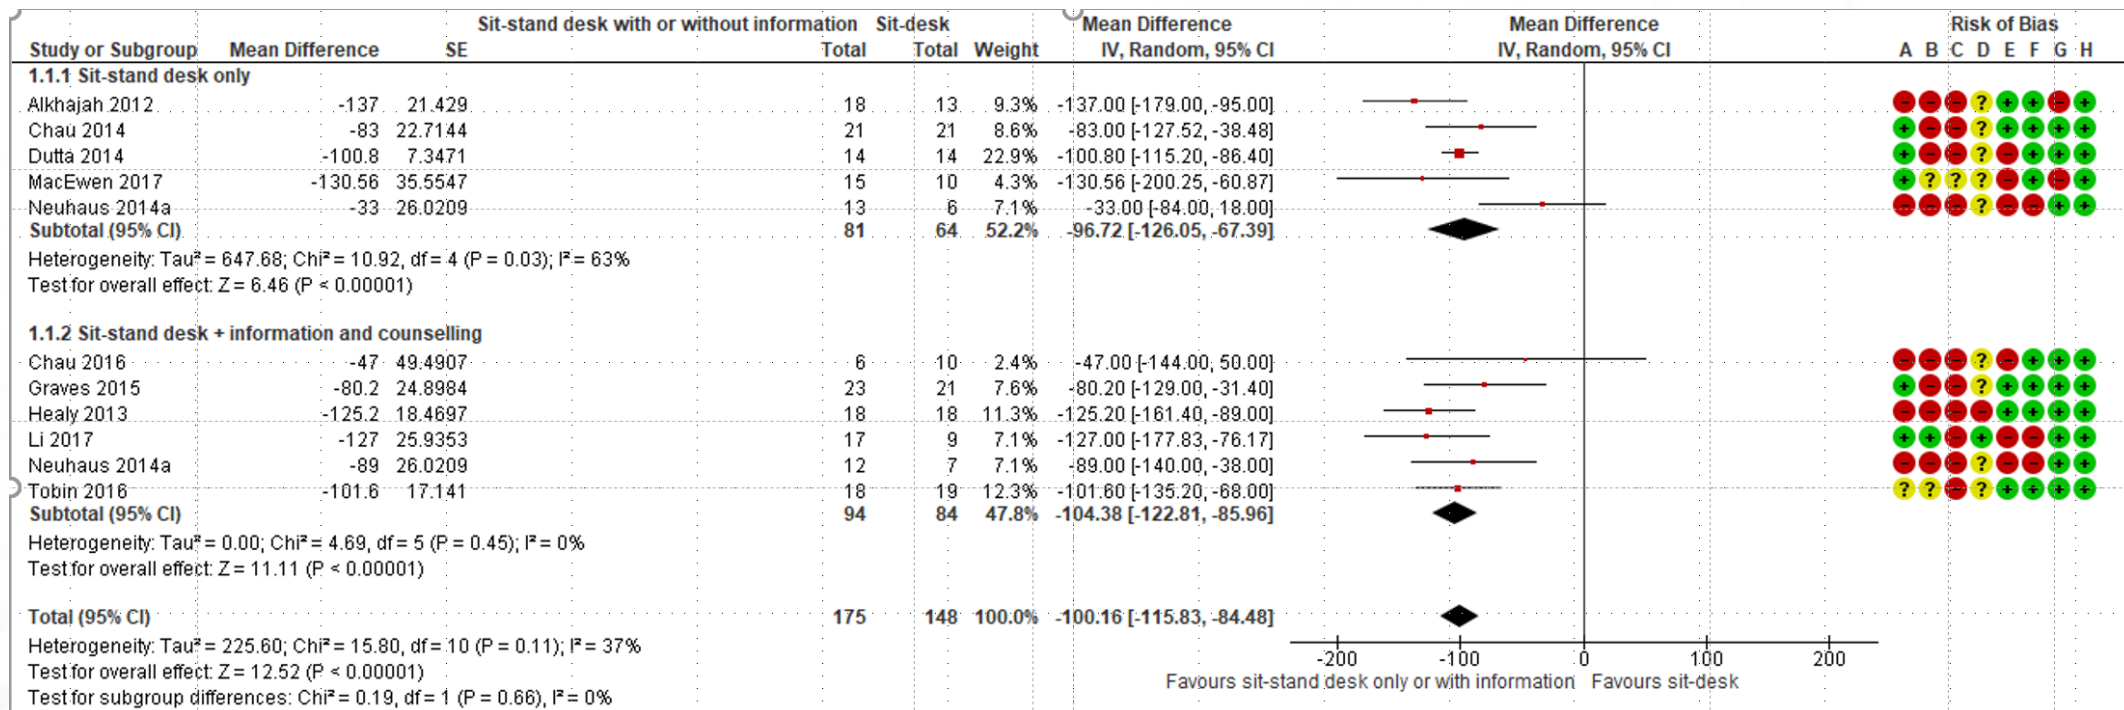 Sit-stand desk with or without information Sit-desk Mean Difference Mean Difference Risk of Bias
Study or Subgroup Mean Difference SE Total Total Weight IV, Random, 95% CI IV, Random, 95% CI A B C D E F G H
1.1.1 Sit-stand desk only
Alkhajah 2012 -137 21.429 18 13 9.3% -137.00 [-179.00, -95.00] - - - ? + + - +
Chau 2014 -83 22.7144 21 21 8.6% -83.00 [-127.52, -38.48] + - - ? + + + +
Dutta 2014 -100.8 7.3471 14 14 22.9% -100.80 [-115.20, -86.40] + - - ? - + + +
MacEwen 2017 -130.56 35.5547 15 10 4.3% -130.56 [-200.25, -60.87] + ? ? ? - + - +
Neuhaus 2014a -33 26.0209 13 6 7.1% -33.00 [-84.00, 18.00] - - - ? - - + +
Subtotal (95% CI) 81 64 52.2% -96.72 [-126.05, -67.39]
Heterogeneity: Tau² = 647.68; Chi² = 10.92, df = 4 (P = 0.03); I² = 63%
Test for overall effect: Z = 6.46 (P < 0.00001)
1.1.2 Sit-stand desk + information and counselling
Chau 2016 -47 49.4907 6 10 2.4% -47.00 [-144.00, 50.00] - - - ? - + + +
Graves 2015 -80.2 24.8984 23 21 7.6% -80.20 [-129.00, -31.40] + - - ? + + + +
Healy 2013 -125.2 18.4697 18 18 11.3% -125.20 [-161.40, -89.00] - - - - + + + +
Li 2017 -127 25.9353 17 9 7.1% -127.00 [-177.83, -76.17] + + - + - - + +
Neuhaus 2014a -89 26.0209 12 7 7.1% -89.00 [-140.00, -38.00] - - - ? - - + +
Tobin 2016 -101.6 17.141 18 19 12.3% -101.60 [-135.20, -68.00] ? ? - ? + + + +
Subtotal (95% CI) 94 84 47.8% -104.38 [-122.81, -85.96]
Heterogeneity: Tau² = 0.00; Chi² = 4.69, df = 5 (P = 0.45); I² = 0%
Test for overall effect: Z = 11.11 (P < 0.00001)
Total (95% CI) 175 148 100.0% -100.16 [-115.83, -84.48]
Heterogeneity: Tau² = 225.60; Chi² = 15.80, df = 10 (P = 0.11); I² = 37%
Test for overall effect: Z = 12.52 (P < 0.00001)
Test for subgroup differences: Chi² = 0.19, df = 1 (P = 0.66), I² = 0%
-200 -100 0 100 200
Favours sit-stand desk only or with information Favours sit-desk